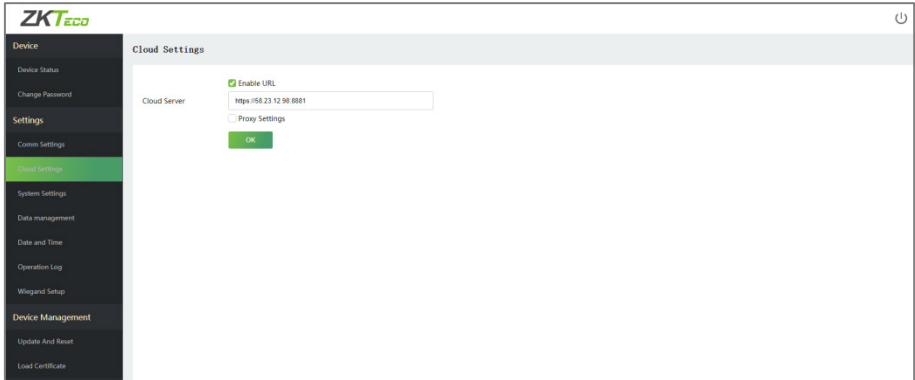 ZKTeco
Device
Cloud Settings
Device Status
Enable URL
Change Password
Cloud Server
https://58.23.12.98:8881
Settings
Proxy Settings
Comm Settings
OK
Cloud Settings
System Settings
Data management
Date and Time
Operation Log
Wiegand Setup
Device Management
Update And Reset
Load Certificate